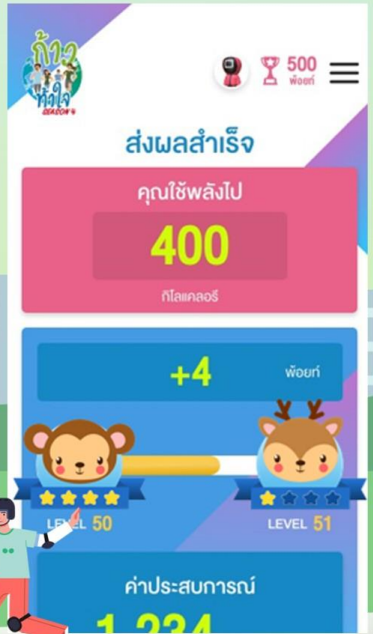 ก้าว
ท้าใจ
SEASON 4
500
พ้อยท์
ส่งผลสำเร็จ
คุณใช้พลังไป
400
กิโลแคลอรี
+4
พ้อยท์
LEVEL 50
LEVEL 51
ค่าประสบการณ์
1,234